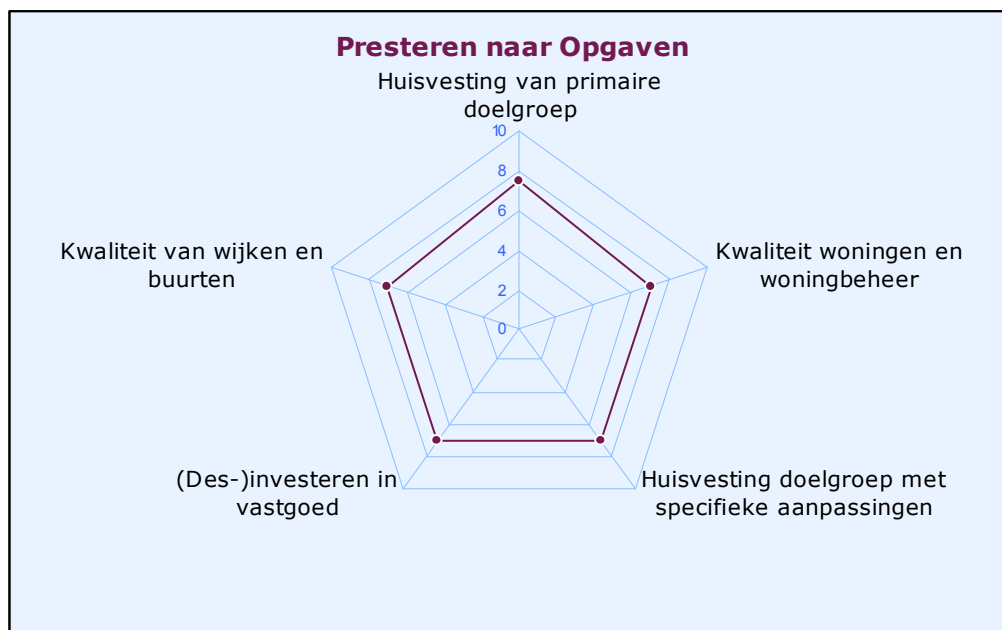 Presteren naar Opgaven
Huisvesting van primaire
doelgroep
10
8
6
4
2
0
Kwaliteit van wijken en
buurten
Kwaliteit woningen en
woningbeheer
(Des-)investeren in
vastgoed
Huisvesting doelgroep met
specifieke aanpassingen